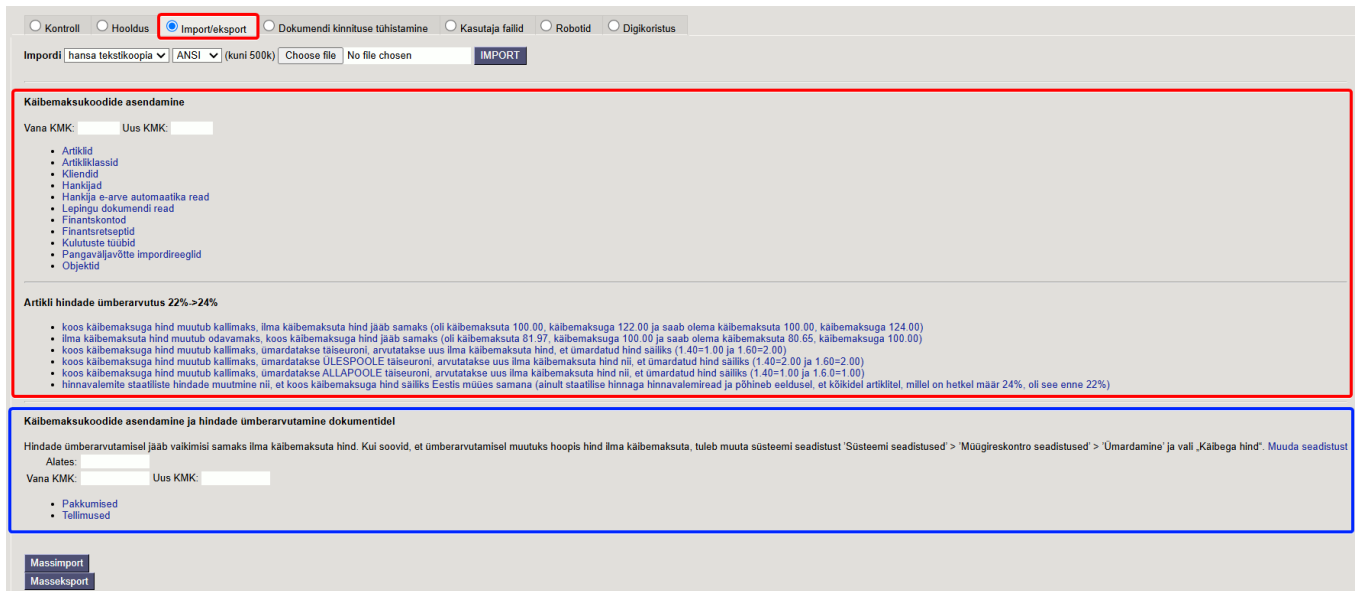 Kontroll Hooldus Import/eksport Dokumendi kinnituse tühistamine Kasutaja failid Robotid Digikoristus
Impordi hansa tekstikoopia ANSI (kuni 500k) Choose file No file chosen IMPORT
Käibemaksukoodide asendamine
Vana KMK: Uus KMK:
Artiklid
Artikliklassid
Kliendid
Hankijad
Hankija e-arve automaatika read
Lepingu dokumendi read
Finantskontod
Finantsretseptid
Kulutuste tüübid
Pangaväljavõtte impordireeglid
Objektid
Artikli hindade ümberarvutus 22%->24%
koos käibemaksuga hind muutub kallimaks, ilma käibemaksuta hind jääb samaks (oli käibemaksuta 100.00, käibemaksuga 122.00 ja saab olema käibemaksuta 100.00, käibemaksuga 124.00)
ilma käibemaksuta hind muutub odavamaks, koos käibemaksuga hind jääb samaks (oli käibemaksuta 81.97, käibemaksuga 100.00 ja saab olema käibemaksuta 80.65, käibemaksuga 100.00)
koos käibemaksuga hind muutub kallimaks, ümardatakse täiseuroni, arvutatakse uus ilma käibemaksuta hind, et ümardatud hind säiliks (1.40=1.00 ja 1.60=2.00)
koos käibemaksuga hind muutub kallimaks, ümardatakse ÜLESPOOLE täiseuroni, arvutatakse uus ilma käibemaksuta hind nii, et ümardatud hind säiliks (1.40=2.00 ja 1.60=2.00)
koos käibemaksuga hind muutub kallimaks, ümardatakse ALLAPOOLE täiseuroni, arvutatakse uus ilma käibemaksuta hind nii, et ümardatud hind säiliks (1.40=1.00 ja 1.6.0=1.00)
hinnavalemite staatiliste hindade muutmine nii, et koos käibemaksuga hind säiliks Eestis müües samana (ainult staatilise hinnaga hinnavalemiread ja põhineb eeldusel, et kõikidel artiklitel, millel on hetkel määr 24%, oli see enne 22%)
Käibemaksukoodide asendamine ja hindade ümberarvutamine dokumentidel
Hindade ümberarvutamisel jääb vaikimisi samaks ilma käibemaksuta hind. Kui soovid, et ümberarvutamisel muutuks hoopis hind ilma käibemaksuta, tuleb muuta süsteemi seadistust 'Süsteemi seadistused' > 'Müügireskontro seadistused' > 'Ümardamine' ja vali „Käibega hind“. Muuda seadistust
Alates:
Vana KMK: Uus KMK:
Pakkumised
Tellimused
Massimport
Masseksport